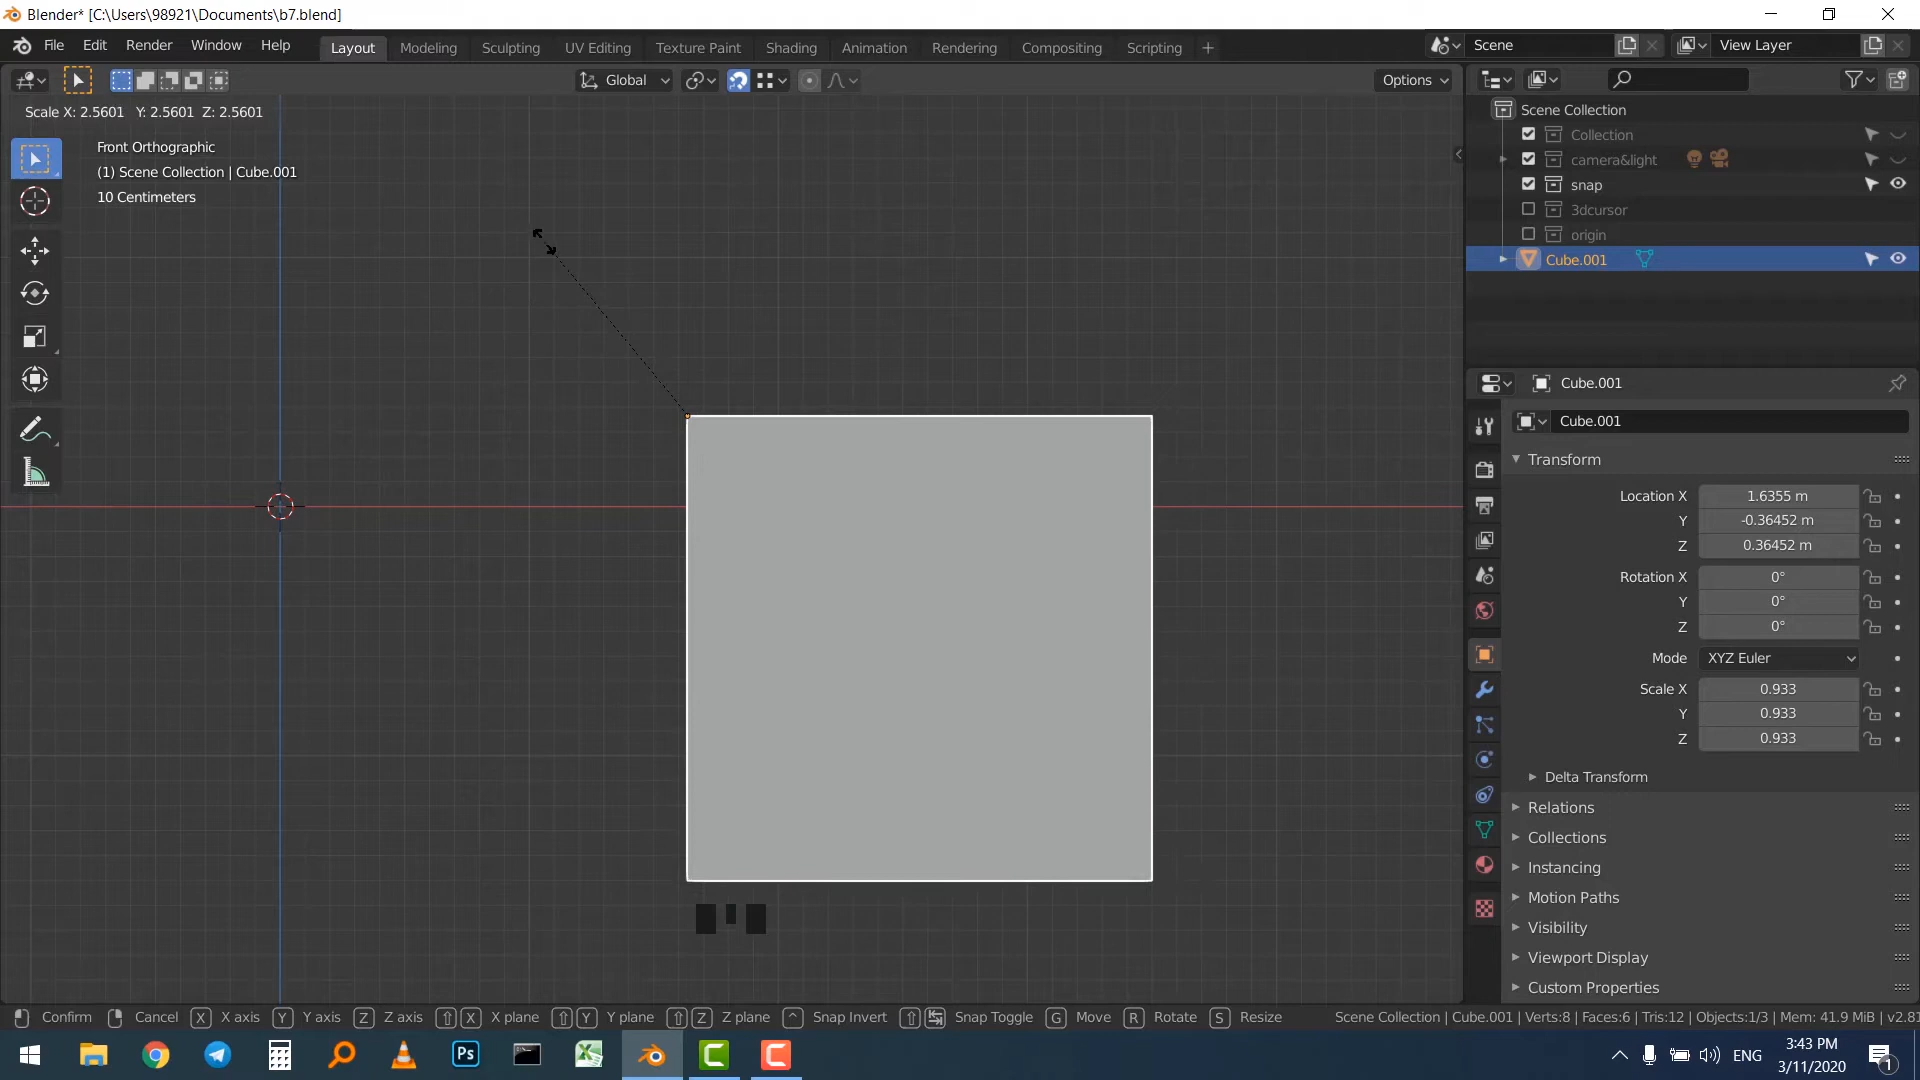 Blender* [C:\Users\98921\Documents\b7.blend]
File Edit Render Window Help Layout Modeling Sculpting UV Editing Texture Paint Shading Animation Rendering Compositing Scripting + Scene View Layer
Global Options
Scale X: 2.5601 Y: 2.5601 Z: 2.5601
Front Orthographic
(1) Scene Collection | Cube.001
10 Centimeters
Scene Collection
Collection
camera&light
snap
3dcursor
origin
Cube.001
Cube.001
Cube.001
Transform
Location X 1.6355 m
Y -0.36452 m
Z 0.36452 m
Rotation X 0°
Y 0°
Z 0°
Mode XYZ Euler
Scale X 0.933
Y 0.933
Z 0.933
Delta Transform
Relations
Collections
Instancing
Motion Paths
Visibility
Viewport Display
Custom Properties
Confirm Cancel X X axis Y Y axis Z Z axis X X plane Y Y plane Z Z plane ^ Snap Invert Snap Toggle G Move R Rotate S Resize Scene Collection | Cube.001 | Verts:8 | Faces:6 | Tris:12 | Objects:1/3 | Mem: 41.9 MiB | v2.81
Ps ENG 3:43 PM
3/11/2020 1